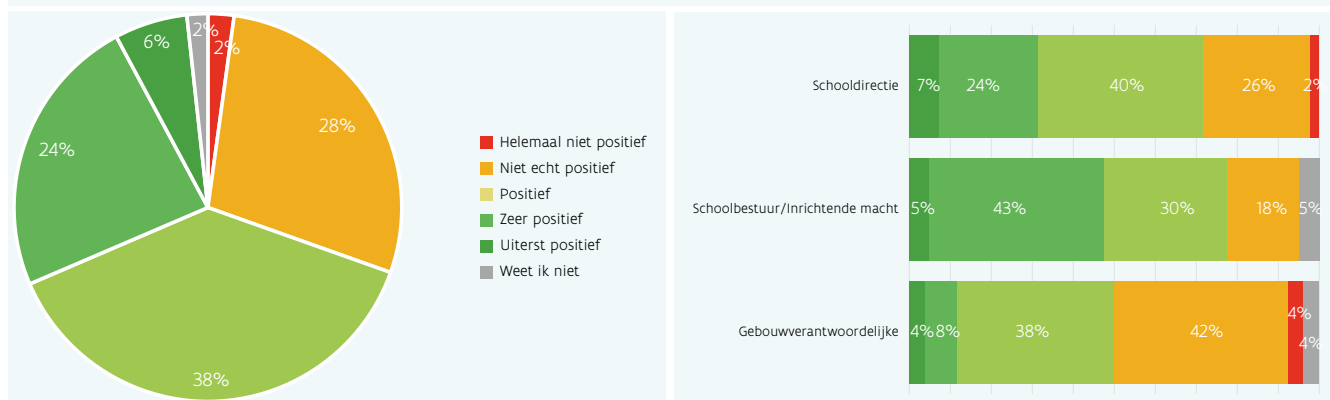 2%
2%
6%
28%
24%
38%
Helemaal niet positief
Niet echt positief
Positief
Zeer positief
Uiterst positief
Weet ik niet
Schooldirectie
7%
24%
40%
26%
2%
Schoolbestuur/Inrichtende macht
5%
43%
30%
18%
5%
Gebouwverantwoordelijke
4%
8%
38%
42%
4%
4%